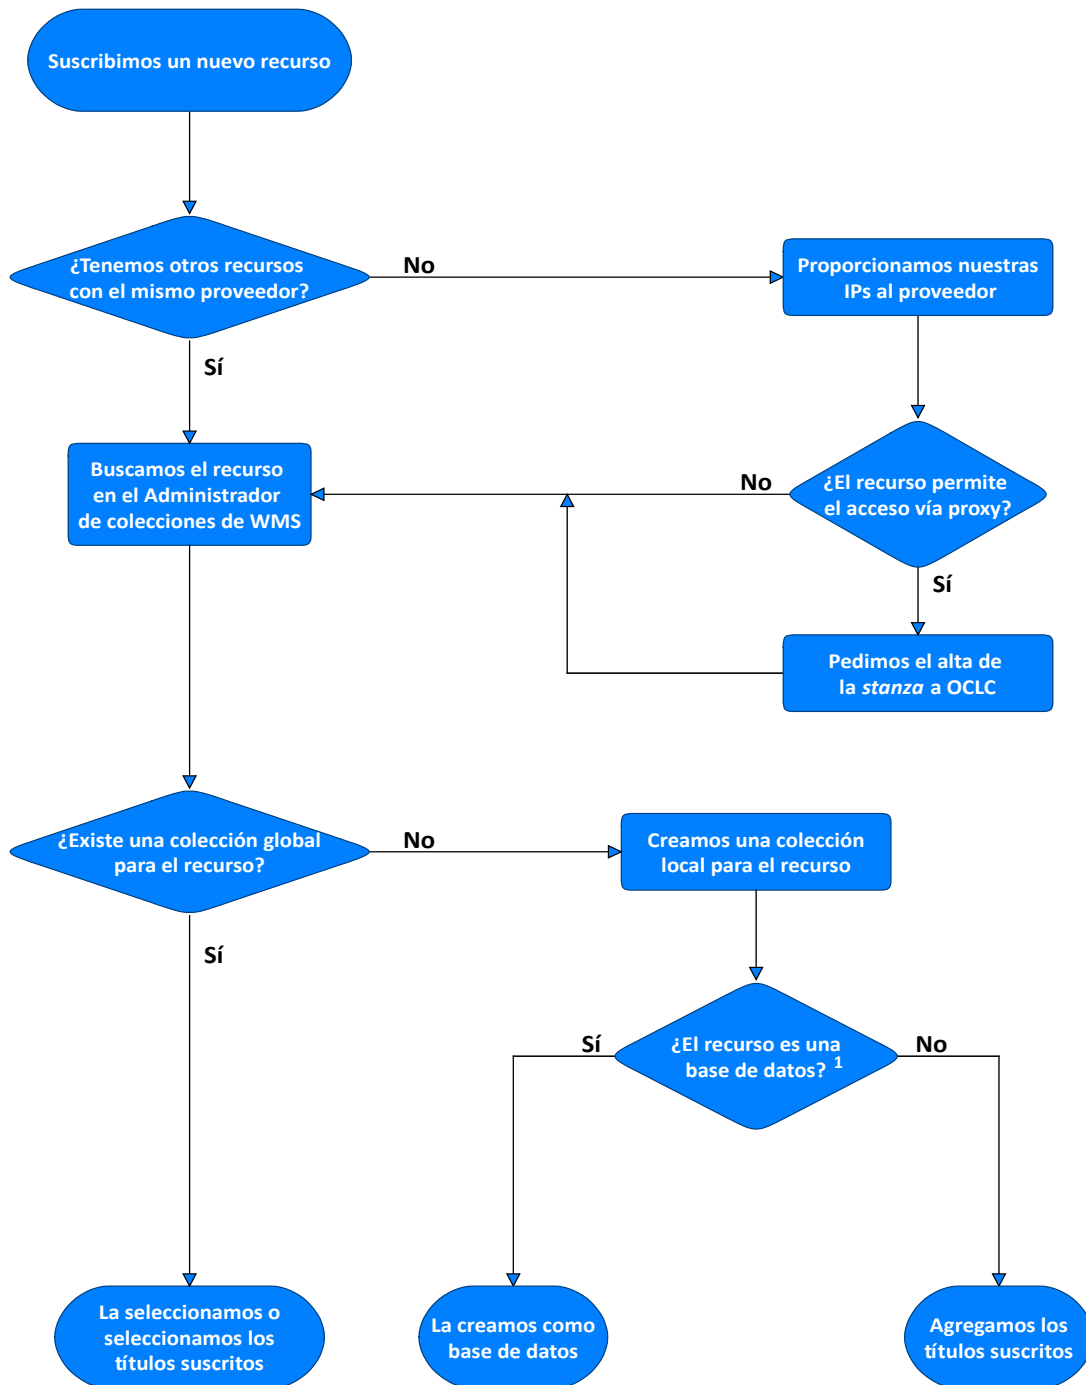 Suscribimos un nuevo recurso
¿Tenemos otros recursos
con el mismo proveedor?
No
Proporcionamos nuestras
IPs al proveedor
Sí
Buscamos el recurso
en el Administrador
de colecciones de WMS
No
¿El recurso permite
el acceso vía proxy?
Sí
Pedimos el alta de
la stanza a OCLC
¿Existe una colección global
para el recurso?
No
Creamos una colección
local para el recurso
Sí
Sí
¿El recurso es una
base de datos? 1
No
La seleccionamos o
seleccionamos los
títulos suscritos
La creamos como
base de datos
Agregamos los
títulos suscritos